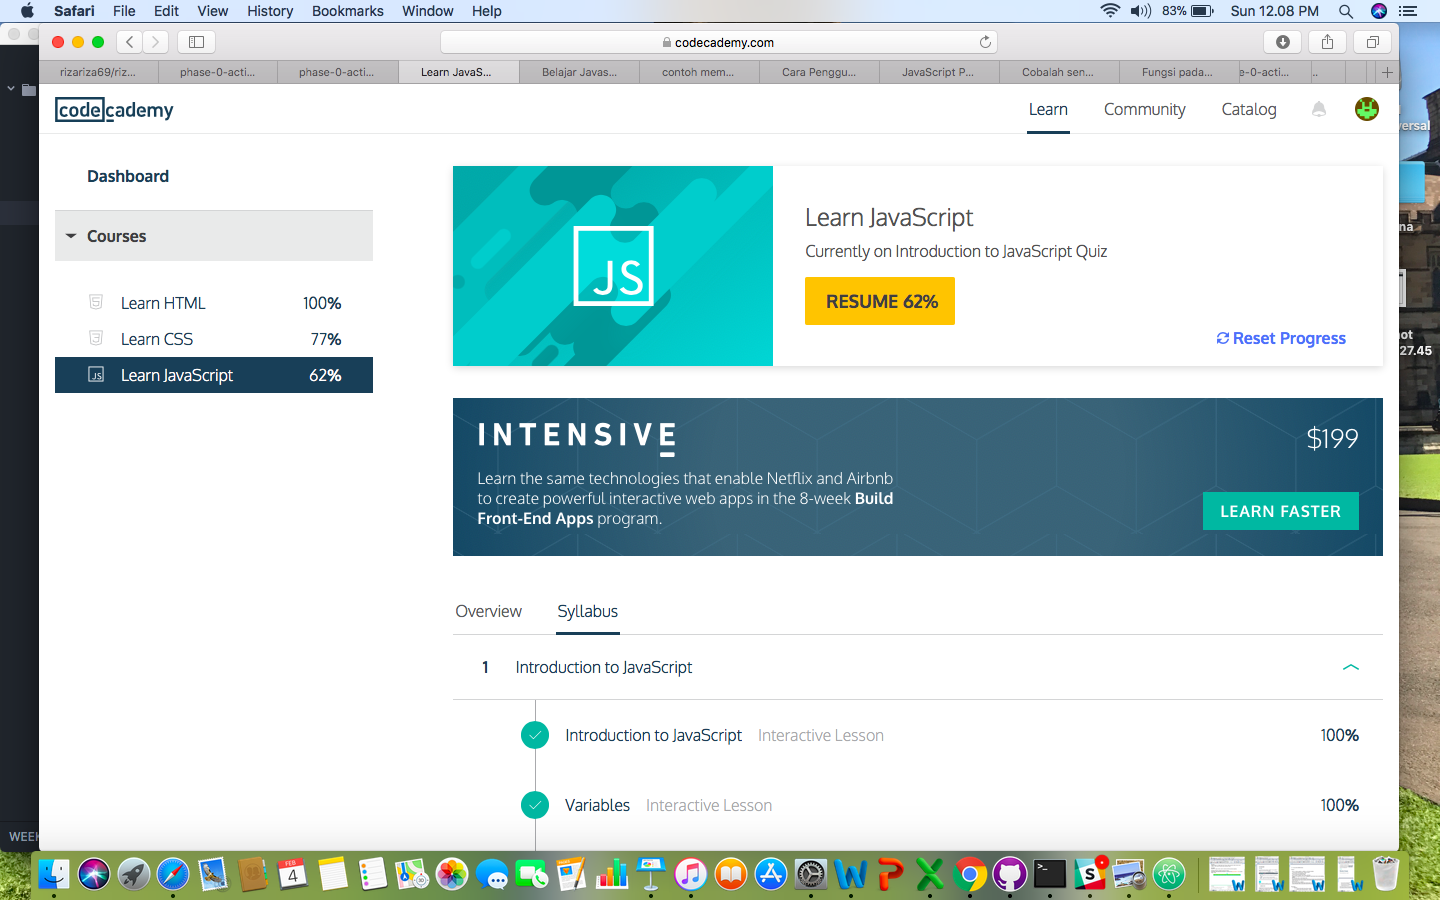 Safari File Edit View History Bookmarks Window Help 83% Sun 12.08 PM
codecademy.com
rizariza69/riz... phase-0-acti... phase-0-acti... Learn JavaS... Belajar Javas... contoh mem... Cara Penggu... JavaScript P... Cobalah sen... Fungsi pada... e-0-acti... ..
codecademy Learn Community Catalog
versal
Dashboard
Courses
Learn HTML 100%
Learn CSS 77%
JS Learn JavaScript 62%
JS
Learn JavaScript
Currently on Introduction to JavaScript Quiz
RESUME 62%
Reset Progress
na
ot
27.45
INTENSIVE
$199
Learn the same technologies that enable Netflix and Airbnb
to create powerful interactive web apps in the 8-week Build
Front-End Apps program.
LEARN FASTER
Overview Syllabus
1 Introduction to JavaScript
Introduction to JavaScript Interactive Lesson 100%
Variables Interactive Lesson 100%
WEEK
FEB
4